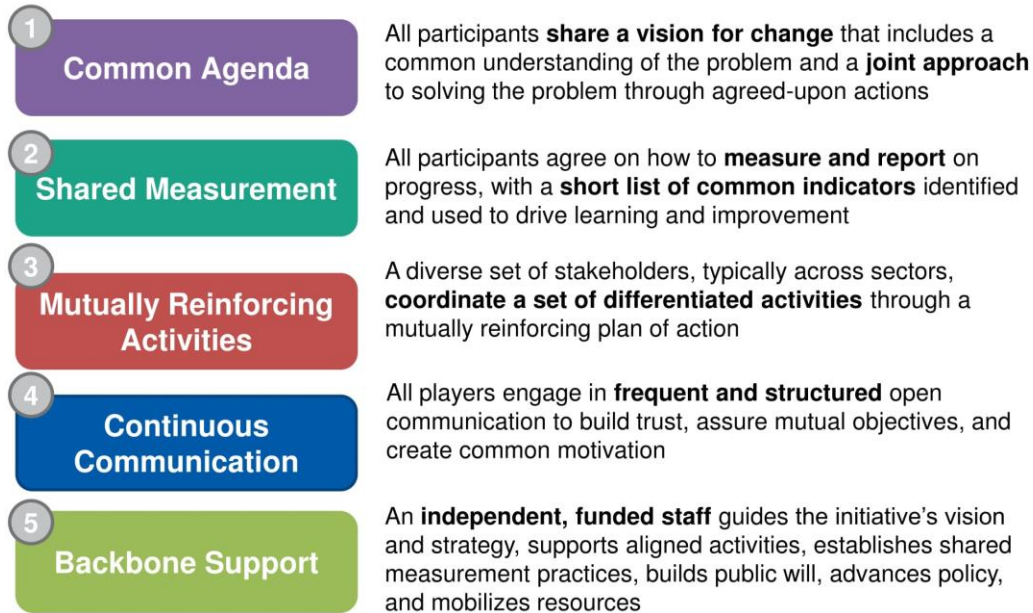 1
Common Agenda
All participants share a vision for change that includes a
common understanding of the problem and a joint approach
to solving the problem through agreed-upon actions
2
Shared Measurement
All participants agree on how to measure and report on
progress, with a short list of common indicators identified
and used to drive learning and improvement
3
Mutually Reinforcing
Activities
A diverse set of stakeholders, typically across sectors,
coordinate a set of differentiated activities through a
mutually reinforcing plan of action
4
Continuous
Communication
All players engage in frequent and structured open
communication to build trust, assure mutual objectives, and
create common motivation
5
Backbone Support
An independent, funded staff guides the initiative’s vision
and strategy, supports aligned activities, establishes shared
measurement practices, builds public will, advances policy,
and mobilizes resources